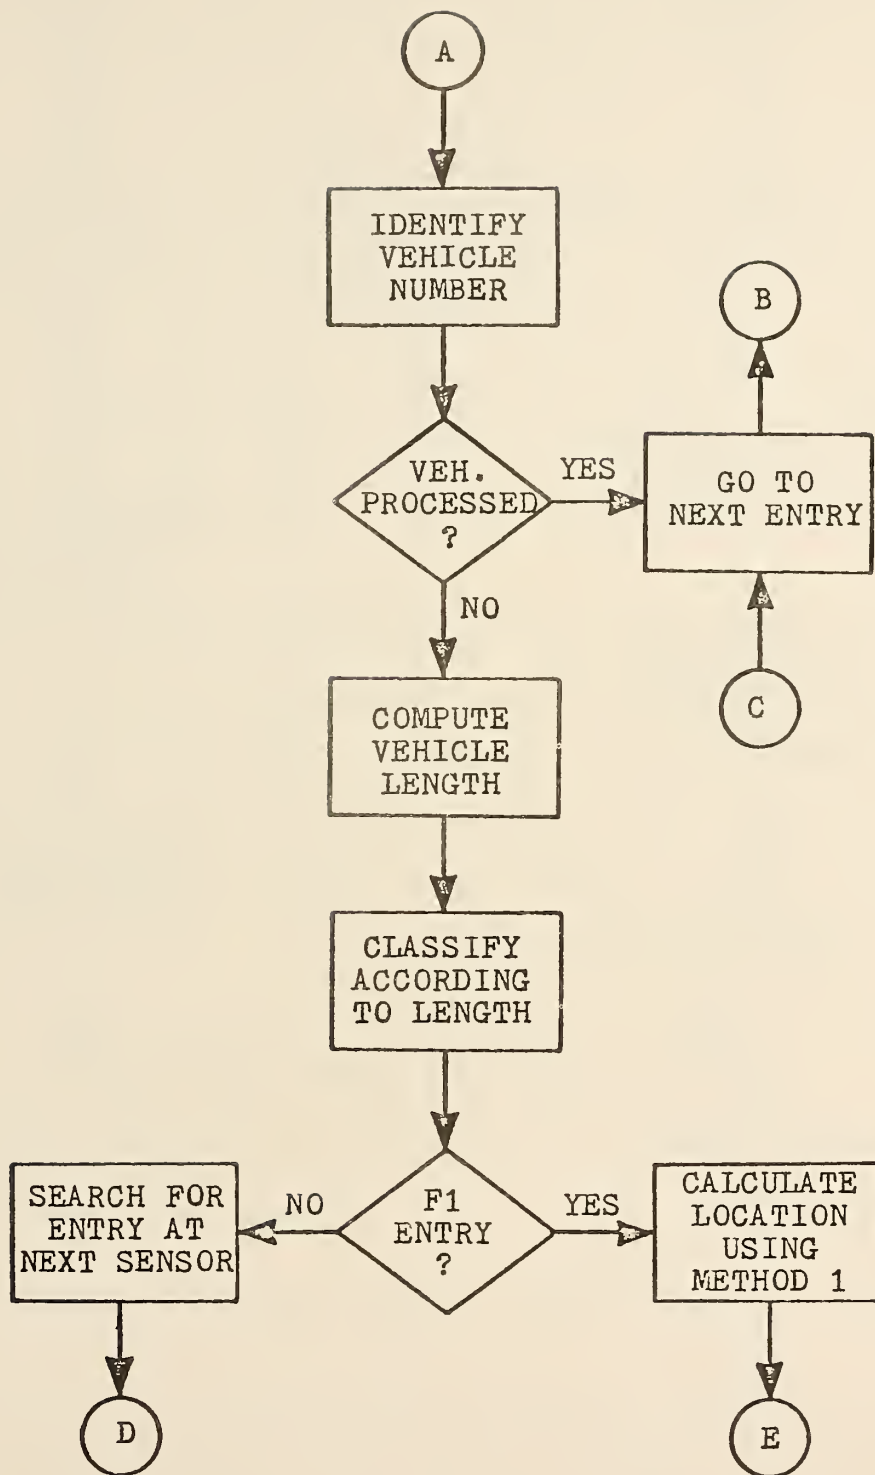 A
IDENTIFY
VEHICLE
NUMBER
B
VEH.
PROCESSED
?
YES
GO TO
NEXT ENTRY
NO
C
COMPUTE
VEHICLE
LENGTH
CLASSIFY
ACCORDING
TO LENGTH
SEARCH FOR
ENTRY AT
NEXT SENSOR
NO
F1
ENTRY
?
YES
CALCULATE
LOCATION
USING
METHOD 1
D
E